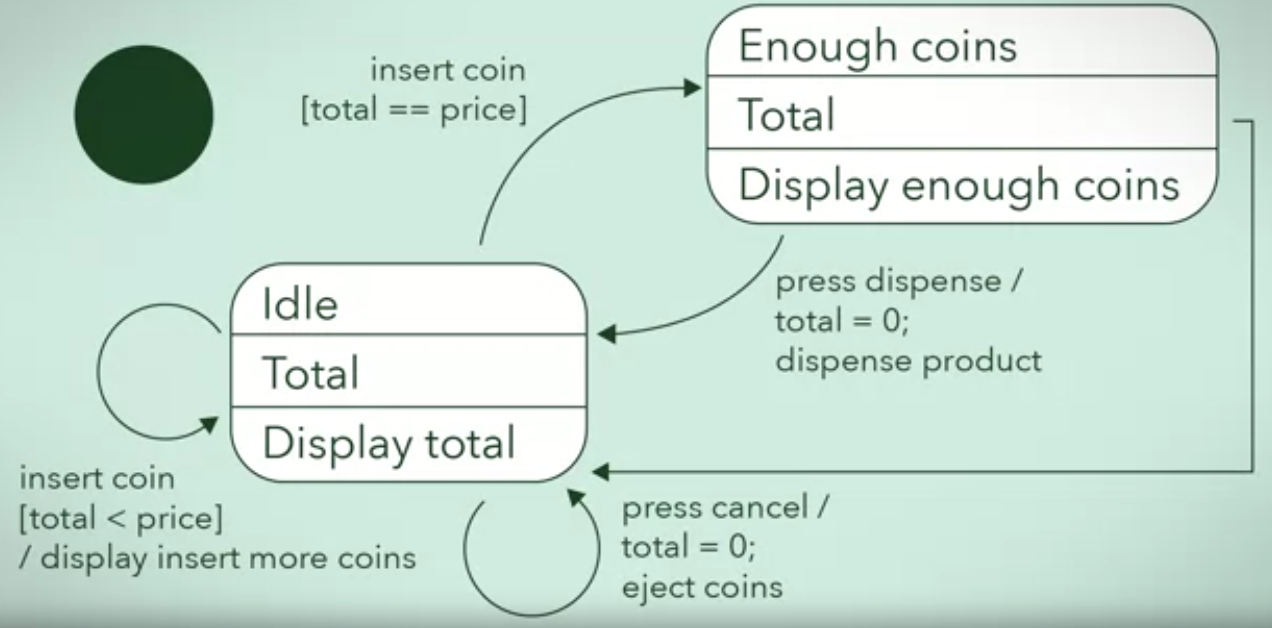 insert coin
[total == price]
Enough coins
Total
Display enough coins
press dispense /
total = 0;
dispense product
Idle
Total
Display total
insert coin
[total < price]
/ display insert more coins
press cancel /
total = 0;
eject coins